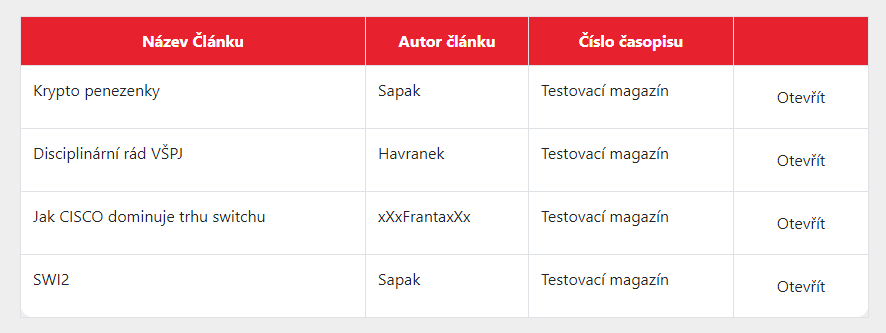 Název Článku Autor článku Číslo časopisu
Krypto penezenky Sapak Testovací magazín Otevřít
Disciplinární rád VŠPJ Havranek Testovací magazín Otevřít
Jak CISCO dominuje trhu switchu xXxFrantaxXx Testovací magazín Otevřít
SWI2 Sapak Testovací magazín Otevřít